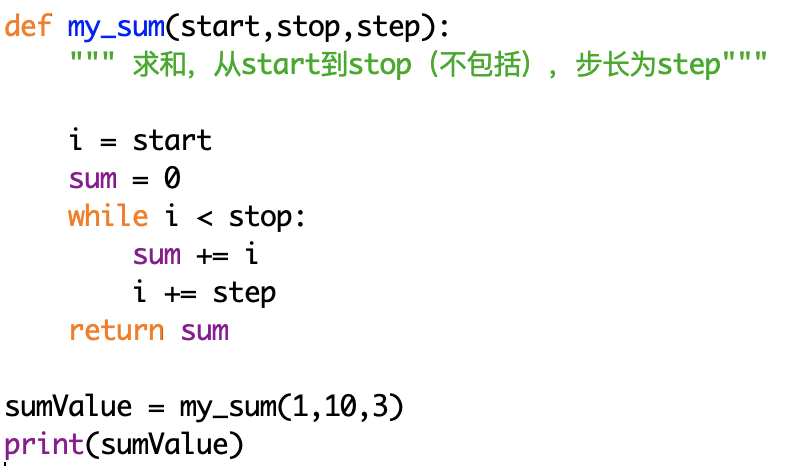 def my_sum(start,stop,step):
    """ 求和，从start到stop（不包括），步长为step"""

    i = start
    sum = 0
    while i < stop:
        sum += i
        i += step
    return sum

sumValue = my_sum(1,10,3)
print(sumValue)